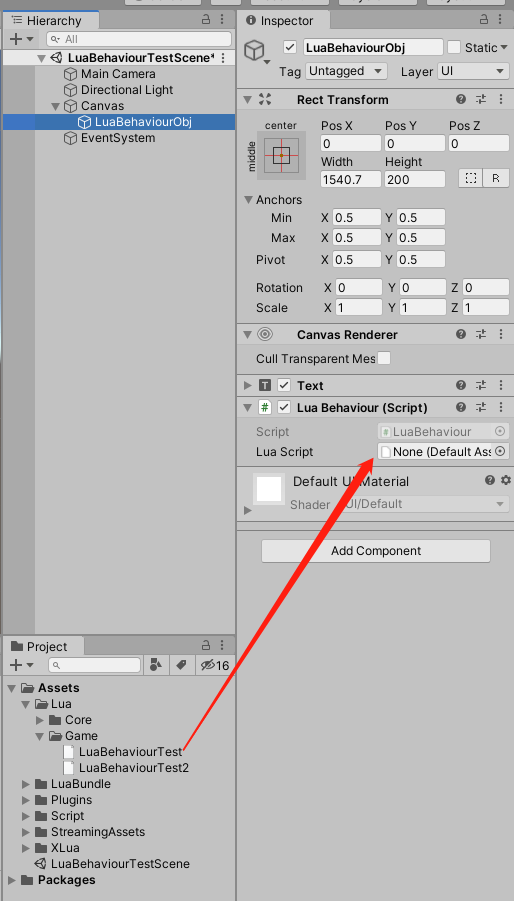 Hierarchy
All
LuaBehaviourTestScene*
Main Camera
Directional Light
Canvas
LuaBehaviourObj
EventSystem
Project
16
Assets
Lua
Core
Game
LuaBehaviourTest
LuaBehaviourTest2
LuaBundle
Plugins
Script
StreamingAssets
XLua
LuaBehaviourTestScene
Packages
Inspector
LuaBehaviourObj Static
Tag Untagged Layer UI
Rect Transform
center Pos X Pos Y Pos Z
middle 0 0 0
Width Height
1540.7 200 R
Anchors
Min X 0.5 Y 0.5
Max X 0.5 Y 0.5
Pivot X 0.5 Y 0.5
Rotation X 0 Y 0 Z 0
Scale X 1 Y 1 Z 1
Canvas Renderer
Cull Transparent Mes
T Text
# Lua Behaviour (Script)
Script # LuaBehaviour
Lua Script None (Default Ass
Default UI Material
Shader UI/Default
Add Component